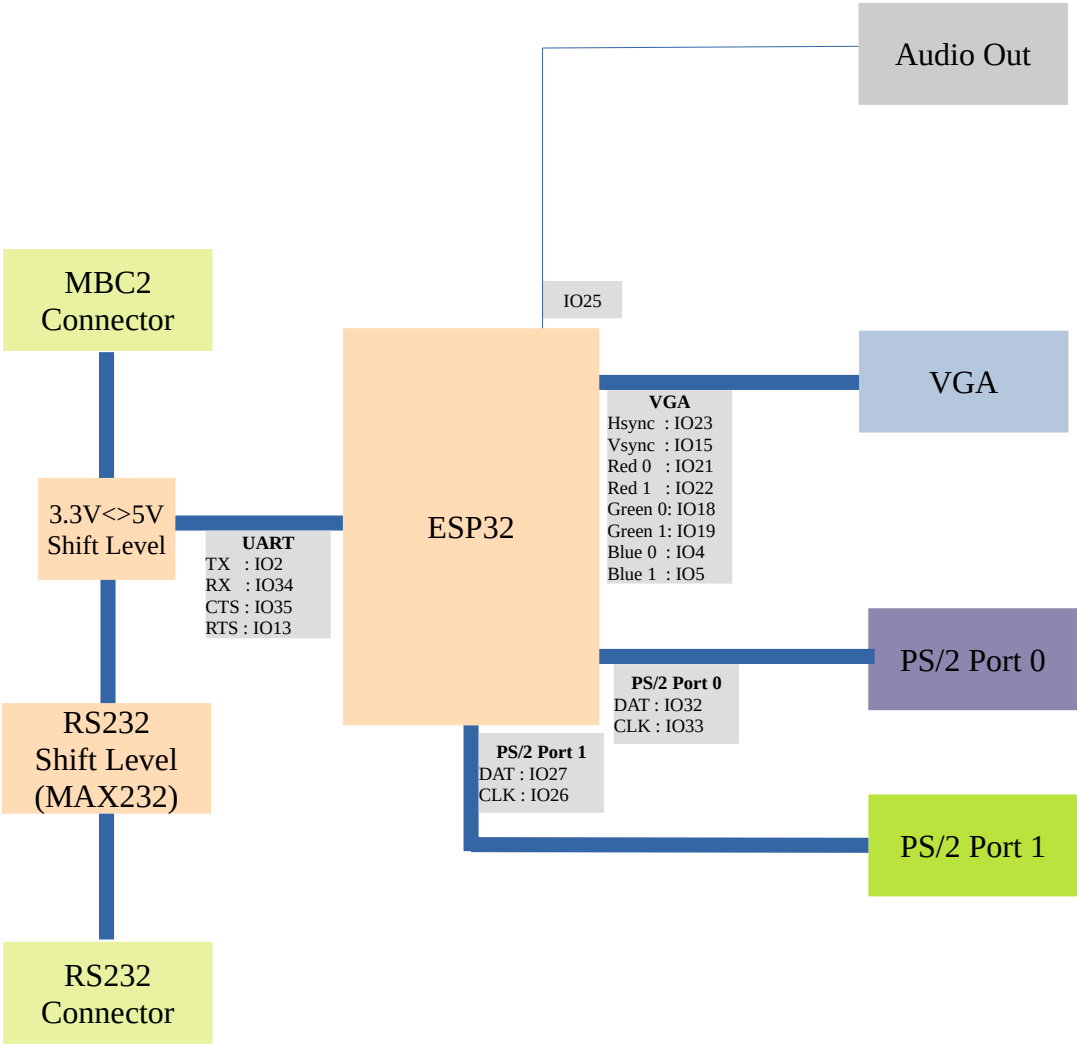 Audio Out
MBC2
Connector
IO25
VGA
VGA
Hsync : IO23
Vsync : IO15
Red 0 : IO21
Red 1 : IO22
Green 0: IO18
Green 1: IO19
Blue 0 : IO4
Blue 1 : IO5
3.3V<>5V
Shift Level
ESP32
UART
TX : IO2
RX : IO34
CTS : IO35
RTS : IO13
PS/2 Port 0
PS/2 Port 0
DAT : IO32
CLK : IO33
RS232
Shift Level
(MAX232)
PS/2 Port 1
DAT : IO27
CLK : IO26
PS/2 Port 1
RS232
Connector